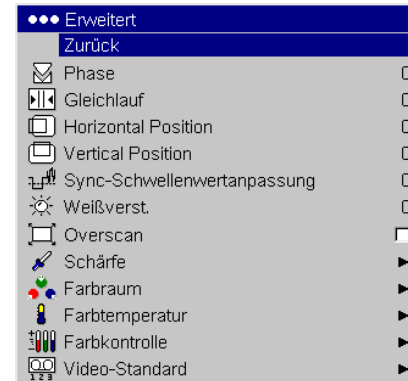 Erweitert
Zurück
Phase
Gleichlauf
Horizontal Position
Vertical Position
Sync-Schwellenwertanpassung
Weißverst.
Overscan
Schärfe
Farbraum
Farbtemperatur
Farbkontrolle
Video-Standard